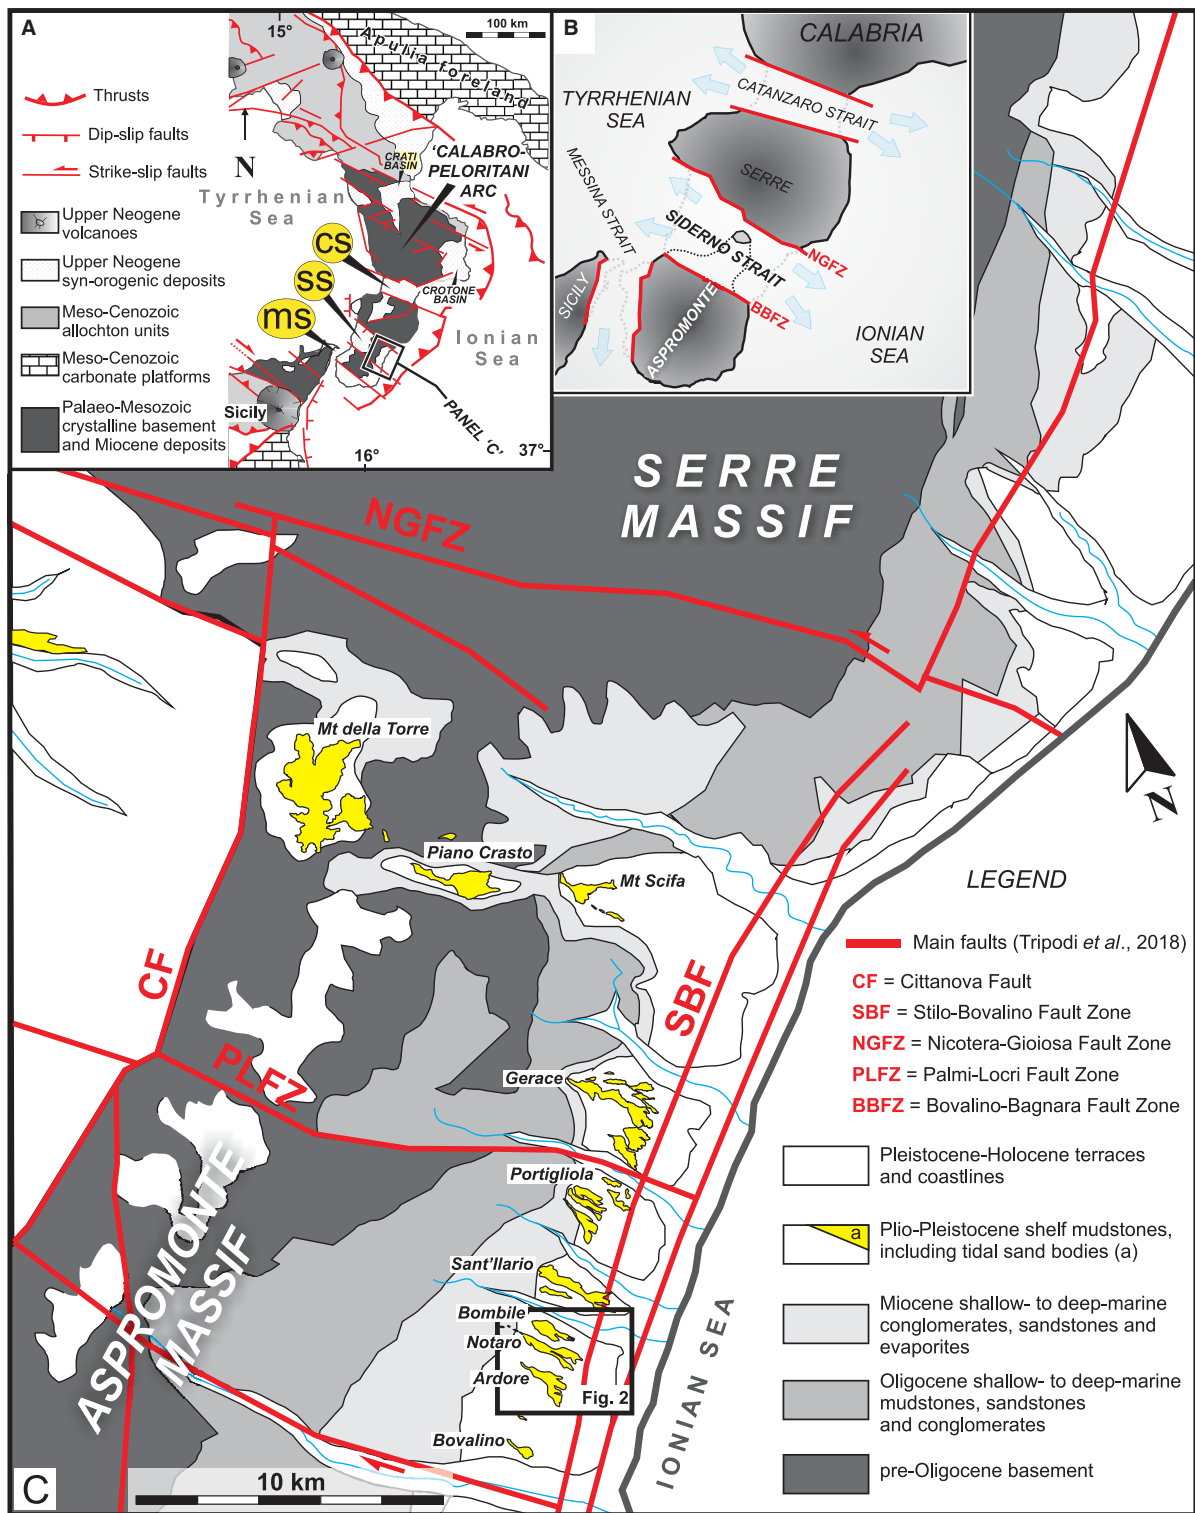 A
15°
100 km
Apulia foreland
Thrusts
Dip-slip faults
Strike-slip faults
N
CRATI
BASIN
'CALABRO-
PELORITANI
ARC
Tyrrhenian
Sea
Upper Neogene
volcanoes
Upper Neogene
syn-orogenic deposits
Meso-Cenozoic
allochton units
Meso-Cenozoic
carbonate platforms
Palaeo-Mesozoic
crystalline basement
and Miocene deposits
CS
SS
ms
CROTONE
BASIN
Ionian
Sea
Sicily
PANEL 'C'
16°
37°
B
CALABRIA
TYRRHENIAN
SEA
CATANZARO STRAIT
MESSINA STRAIT
SERRE
SIDERNO STRAIT
NGFZ
SICILY
ASPROMONTE
BBFZ
IONIAN
SEA
SERRE
MASSIF
NGFZ
Mt della Torre
Piano Crasto
Mt Scifa
CF
SBF
PLFZ
Gerace
Portigliola
Sant'Ilario
Bombile
Notaro
Ardore
Fig. 2
Bovalino
ASPROMONTE
MASSIF
IONIAN SEA
N
C
10 km
LEGEND
Main faults (Tripodi et al., 2018)
CF = Cittanova Fault
SBF = Stilo-Bovalino Fault Zone
NGFZ = Nicotera-Gioiosa Fault Zone
PLFZ = Palmi-Locri Fault Zone
BBFZ = Bovalino-Bagnara Fault Zone
Pleistocene-Holocene terraces
and coastlines
a
Plio-Pleistocene shelf mudstones,
including tidal sand bodies (a)
Miocene shallow- to deep-marine
conglomerates, sandstones and
evaporites
Oligocene shallow- to deep-marine
mudstones, sandstones
and conglomerates
pre-Oligocene basement